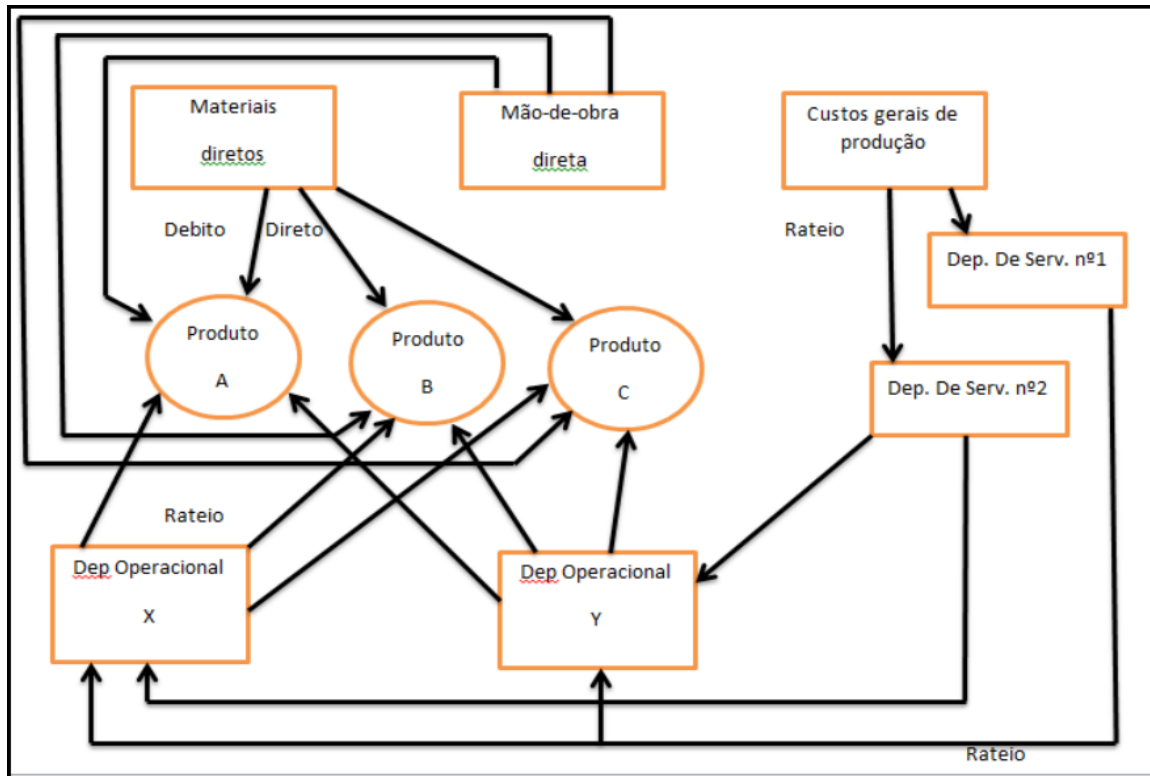 Materiais
diretos
Mão-de-obra
direta
Custos gerais de
produção
Debito
Direto
Rateio
Dep. De Serv. nº1
Produto
A
Produto
B
Produto
C
Dep. De Serv. nº2
Rateio
Dep Operacional
X
Dep Operacional
Y
Rateio